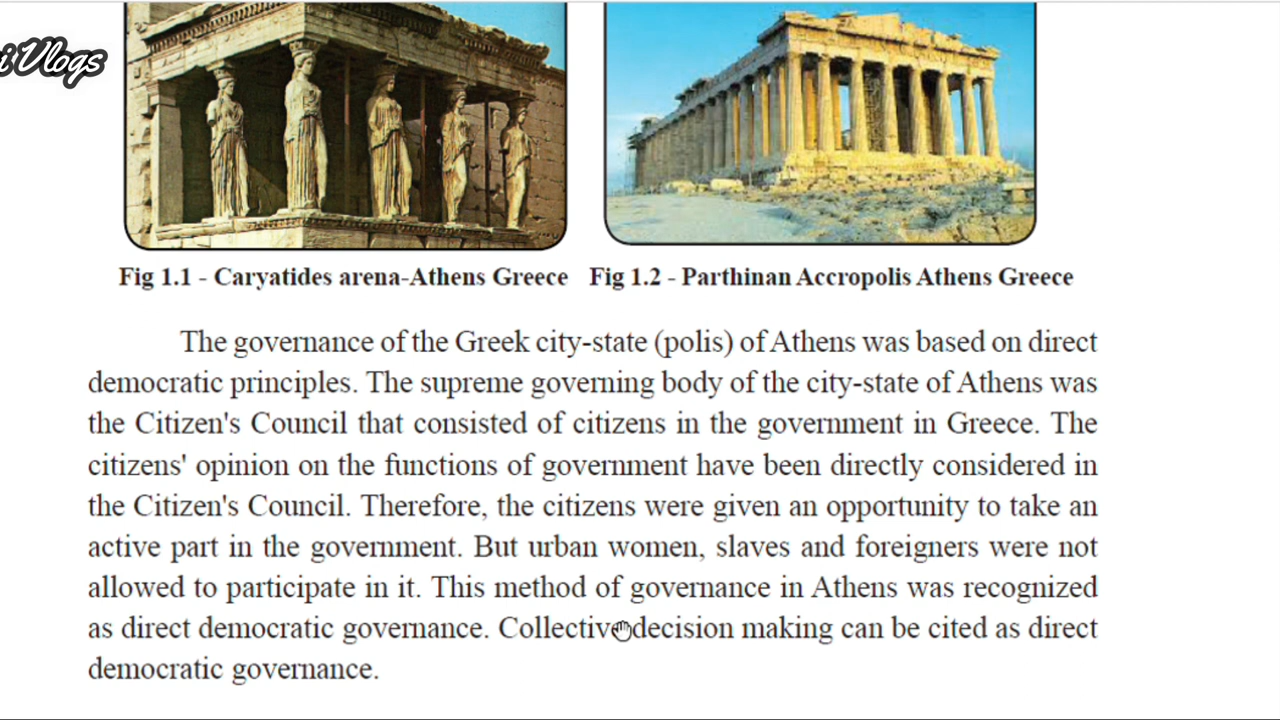 i Vlogs
Fig 1.1 - Caryatides arena-Athens Greece
Fig 1.2 - Parthinan Accropolis Athens Greece
The governance of the Greek city-state (polis) of Athens was based on direct
democratic principles. The supreme governing body of the city-state of Athens was
the Citizen's Council that consisted of citizens in the government in Greece. The
citizens' opinion on the functions of government have been directly considered in
the Citizen's Council. Therefore, the citizens were given an opportunity to take an
active part in the government. But urban women, slaves and foreigners were not
allowed to participate in it. This method of governance in Athens was recognized
as direct democratic governance. Collective decision making can be cited as direct
democratic governance.